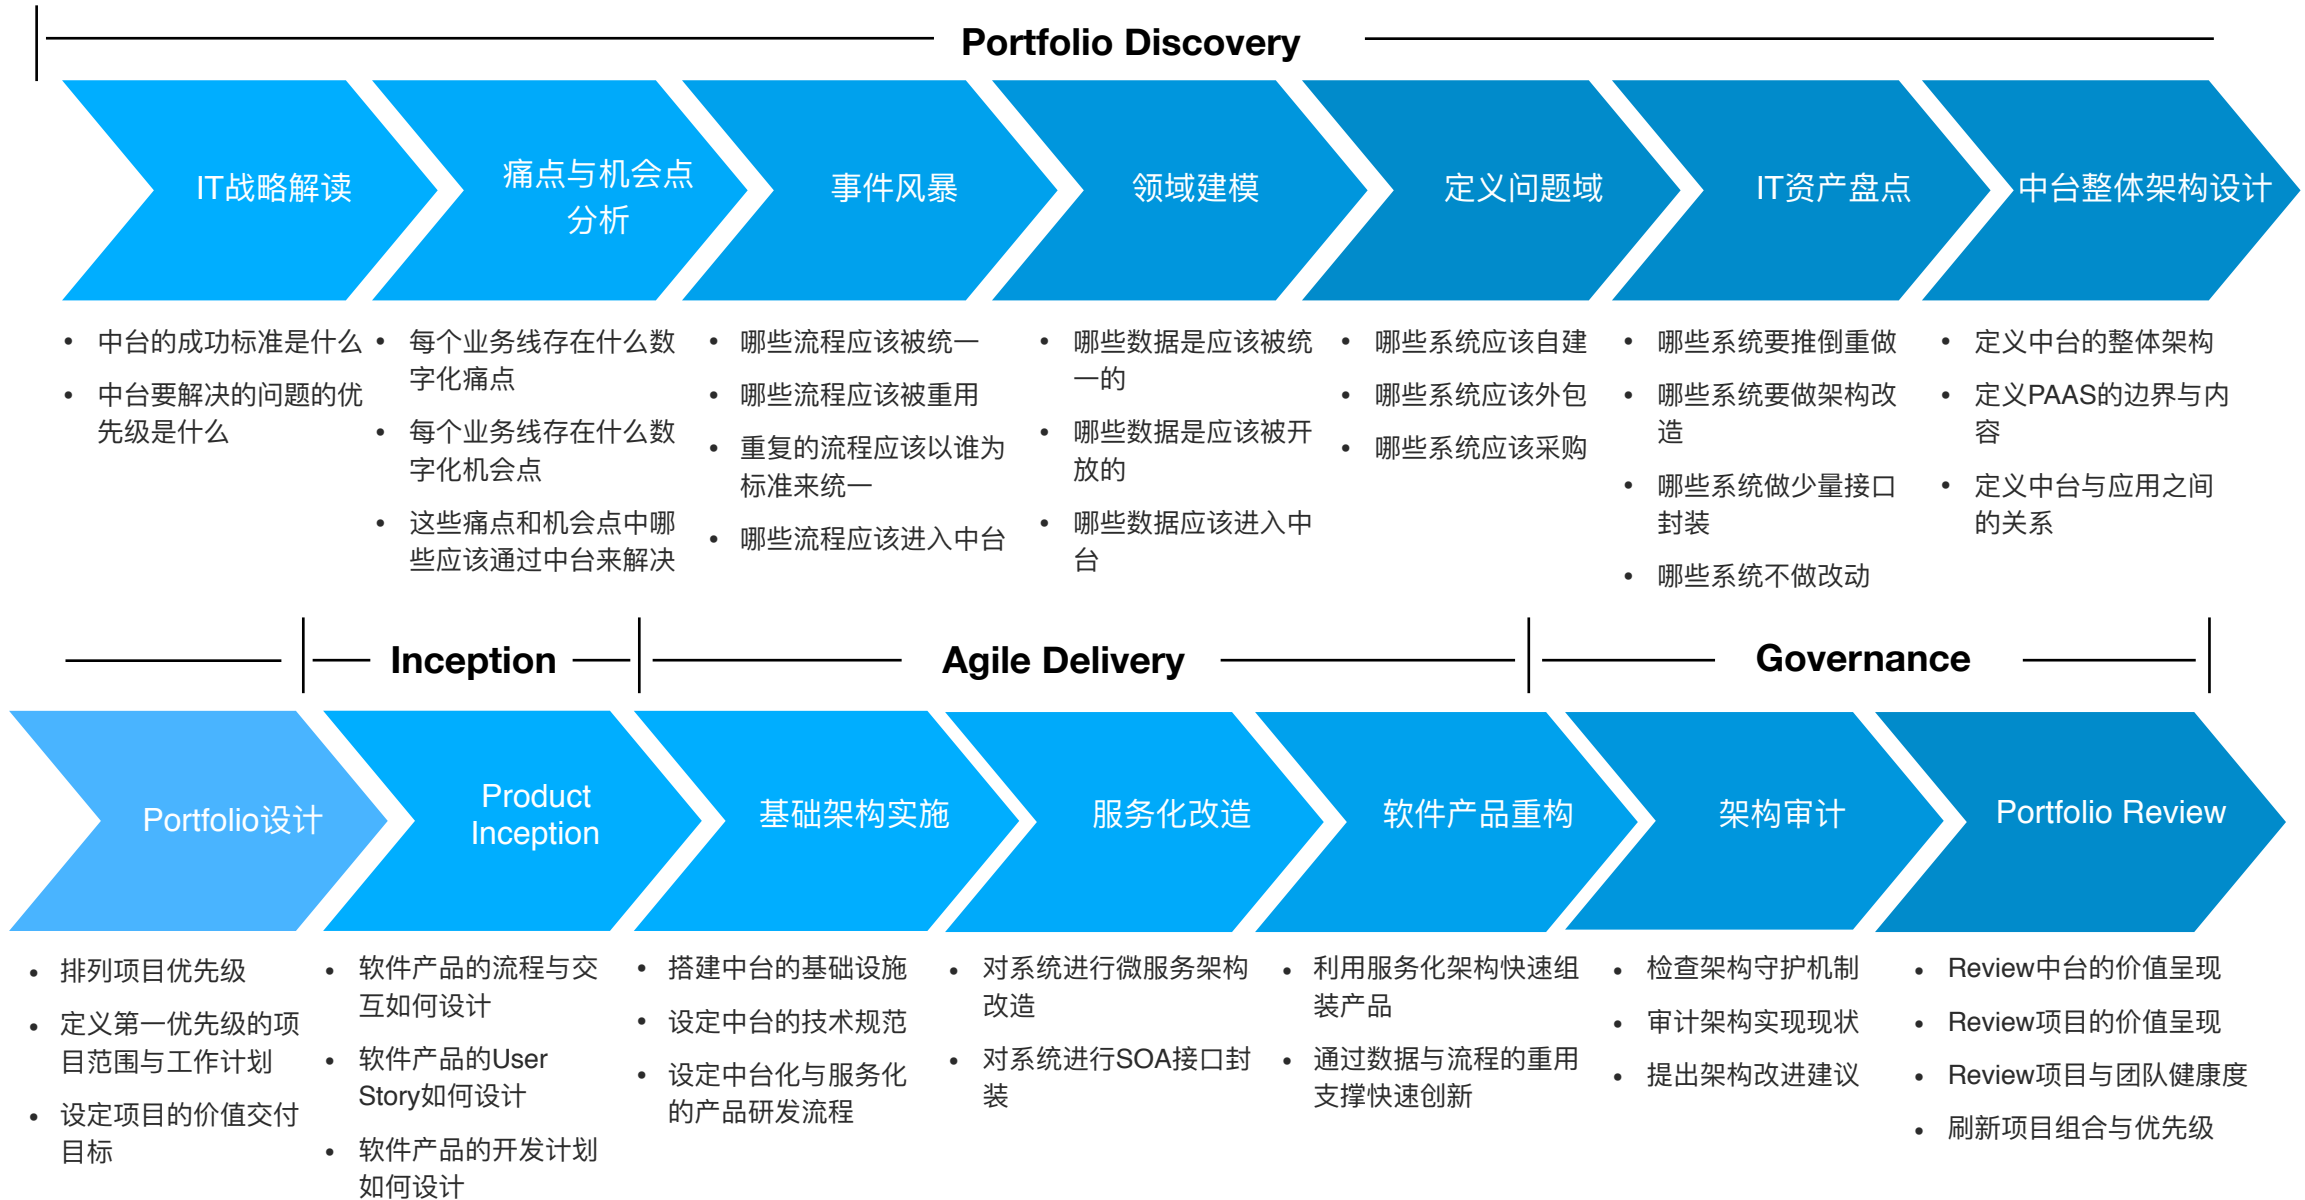 Portfolio Discovery
IT战略解读
痛点与机会点
分析
事件风暴
领域建模
定义问题域
IT资产盘点
中台整体架构设计
• 中台的成功标准是什么
• 中台要解决的问题的优
先级是什么
• 每个业务线存在什么数
字化痛点
• 每个业务线存在什么数
字化机会点
• 这些痛点和机会点中哪
些应该通过中台来解决
• 哪些流程应该被统一
• 哪些流程应该被重用
• 重复的流程应该以谁为
标准来统一
• 哪些流程应该进入中台
• 哪些数据是应该被统
一的
• 哪些数据是应该被开
放的
• 哪些数据应该进入中
台
• 哪些系统应该自建
• 哪些系统应该外包
• 哪些系统应该采购
• 哪些系统要推倒重做
• 哪些系统要做架构改
造
• 哪些系统做少量接口
封装
• 哪些系统不做改动
• 定义中台的整体架构
• 定义PAAS的边界与内
容
• 定义中台与应用之间
的关系
Inception
Agile Delivery
Governance
Portfolio设计
Product
Inception
基础架构实施
服务化改造
软件产品重构
架构审计
Portfolio Review
• 排列项目优先级
• 定义第一优先级的项
目范围与工作计划
• 设定项目的价值交付
目标
• 软件产品的流程与交
互如何设计
• 软件产品的User
Story如何设计
• 软件产品的开发计划
如何设计
• 搭建中台的基础设施
• 设定中台的技术规范
• 设定中台化与服务化
的产品研发流程
• 对系统进行微服务架构
改造
• 对系统进行SOA接口封
装
• 利用服务化架构快速组
装产品
• 通过数据与流程的重用
支撑快速创新
• 检查架构守护机制
• 审计架构实现现状
• 提出架构改进建议
• Review中台的价值呈现
• Review项目的价值呈现
• Review项目与团队健康度
• 刷新项目组合与优先级